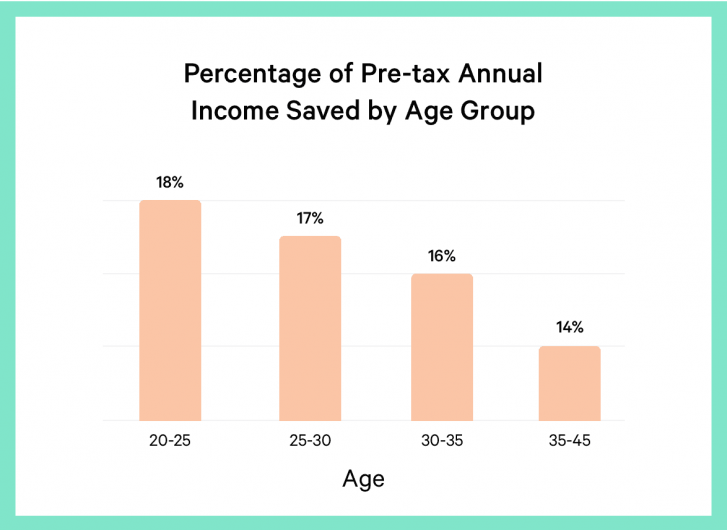 Percentage of Pre-tax Annual
Income Saved by Age Group
18%
17%
16%
14%
20-25
25-30
30-35
35-45
Age